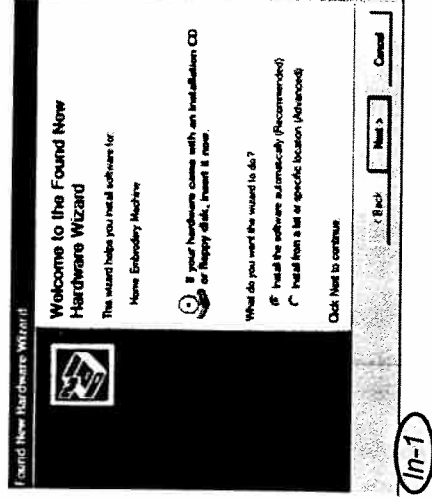 Found New Hardware Wizard
Welcome to the Found New
Hardware Wizard
This wizard helps you install software for:
Home Embroidery Machine
If your hardware came with an installation CD
or floppy disk, insert it now.
What do you want the wizard to do?
Install the software automatically (Recommended)
Install from a list or specific location (Advanced)
Click Next to continue.
< Back
Next >
Cancel
In-1